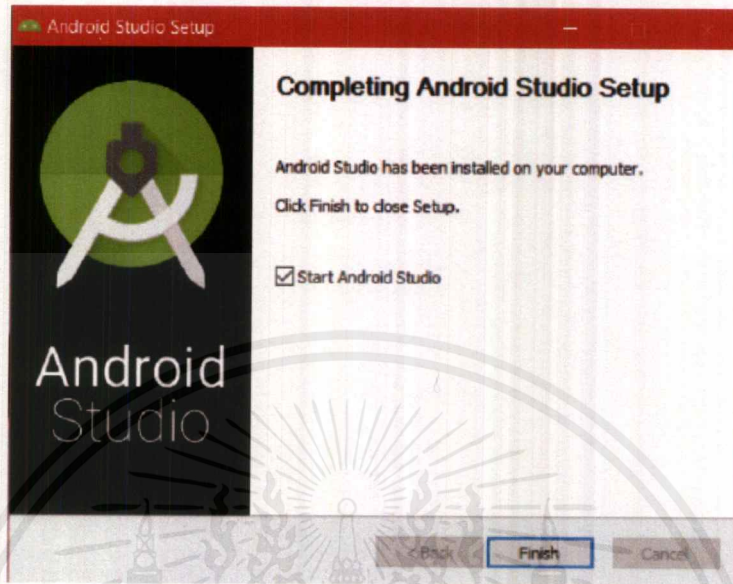 Android Studio Setup
Completing Android Studio Setup
Android Studio has been installed on your computer.
Click Finish to close Setup.
Start Android Studio
Android
Studio
< Back
Finish
Cancel